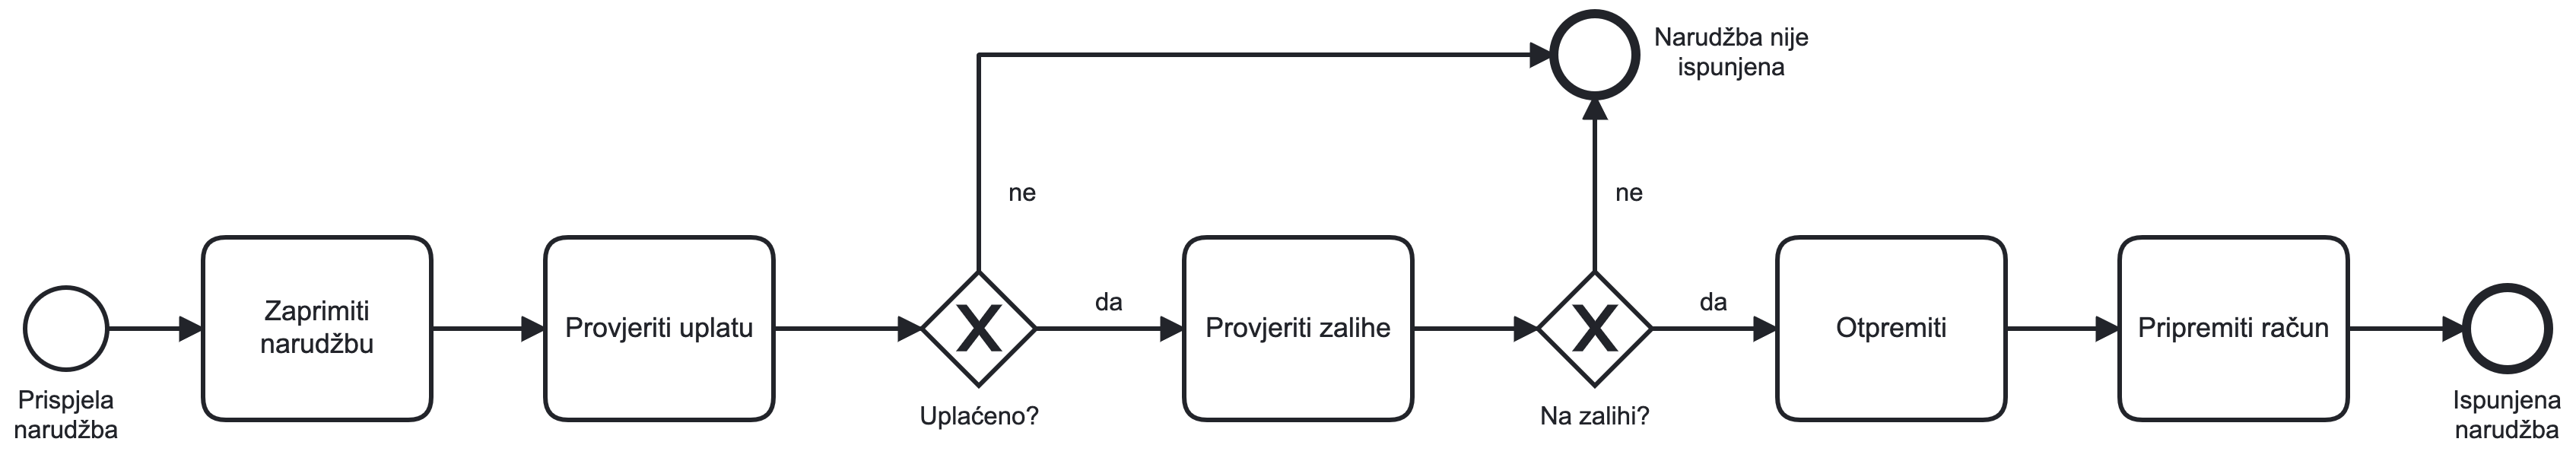 Narudžba nije
ispunjena
ne
ne
Zaprimiti
narudžbu
Provjeriti uplatu
X
da
Provjeriti zalihe
X
da
Otpremiti
Pripremiti račun
Prispjela
narudžba
Uplaćeno?
Na zalihi?
Ispunjena
narudžba